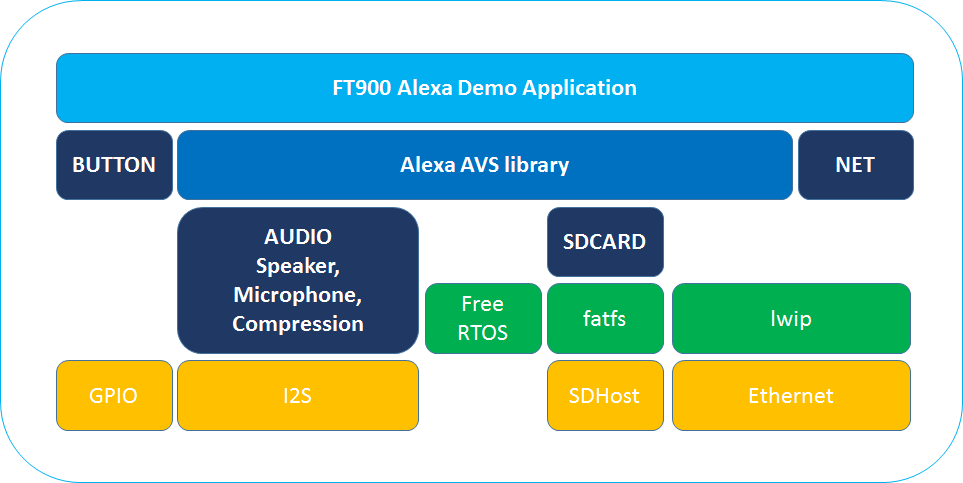 FT900 Alexa Demo Application
BUTTON
Alexa AVS library
NET
AUDIO
Speaker,
Microphone,
Compression
SDCARD
Free
RTOS
fatfs
lwip
GPIO
I2S
SDHost
Ethernet